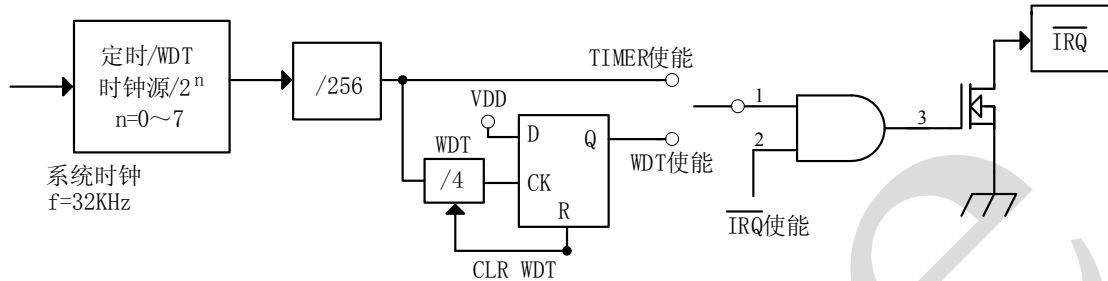 定时/WDT
时钟源/2ⁿ
n=0～7
系统时钟
f=32KHz
/256
TIMER使能
VDD
D
Q
WDT
/4
CK
R
CLR WDT
WDT使能
1
2
3
IRQ使能
IRQ